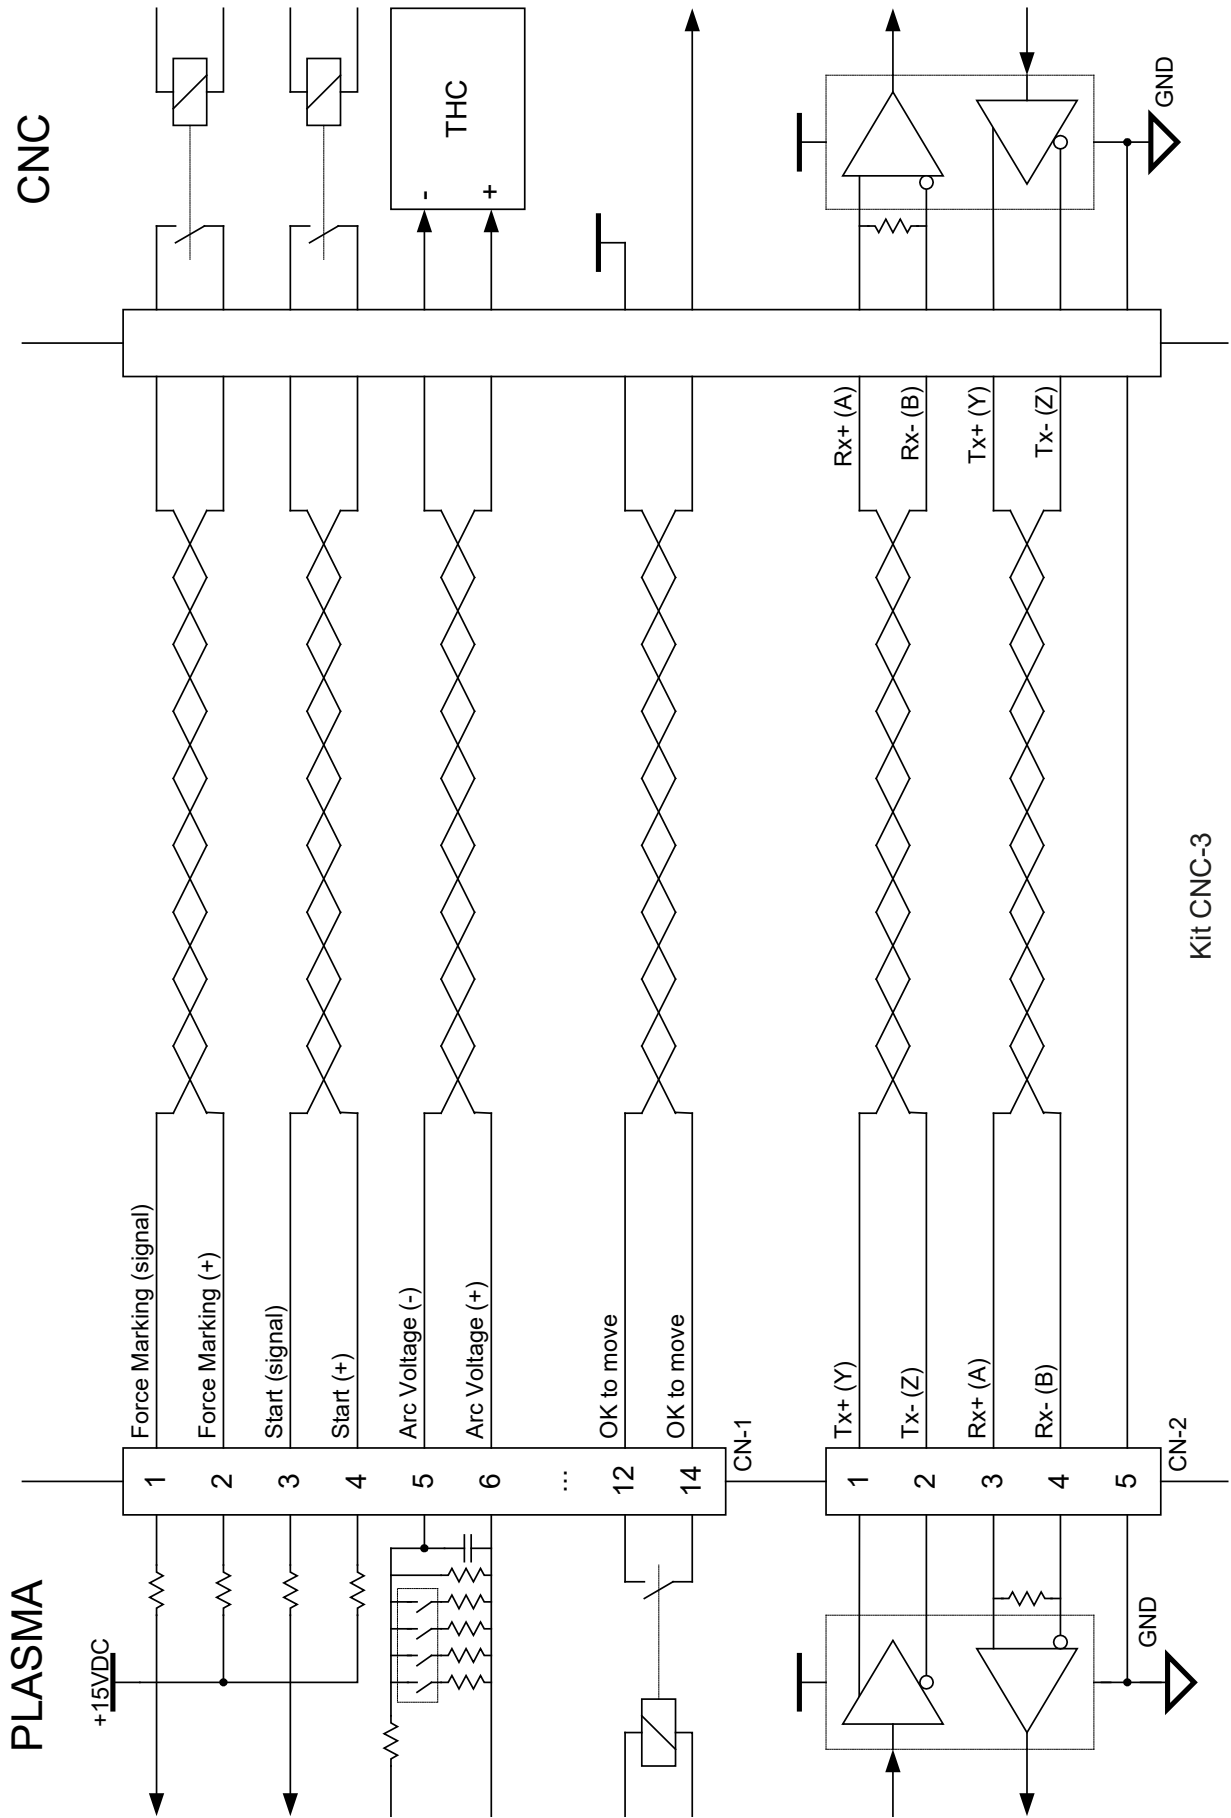 PLASMA
CNC
+15VDC
1
Force Marking (signal)
2
Force Marking (+)
3
Start (signal)
4
Start (+)
5
Arc Voltage (-)
6
Arc Voltage (+)
...
12
OK to move
14
OK to move
CN-1
-
+
THC
1
Tx+ (Y)
Rx+ (A)
2
Tx- (Z)
Rx- (B)
3
Rx+ (A)
Tx+ (Y)
4
Rx- (B)
Tx- (Z)
5
CN-2
GND
GND
Kit CNC-3